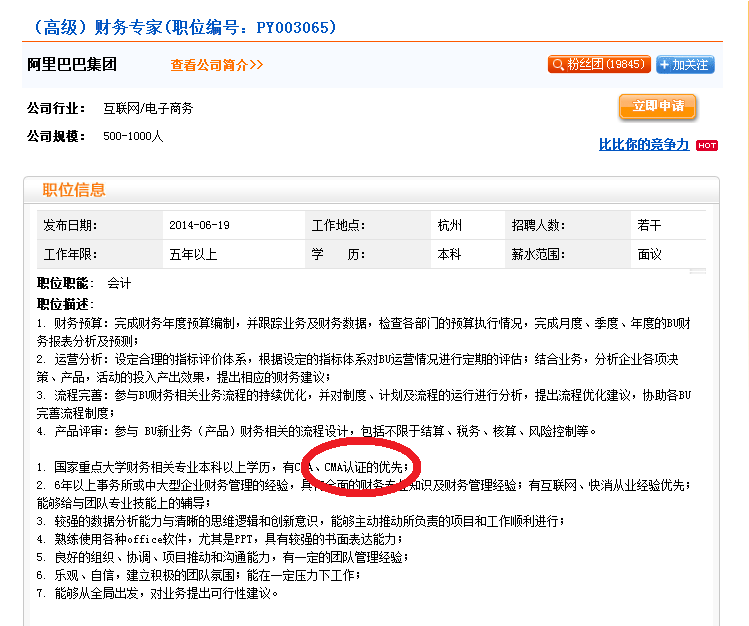 （高级）财务专家(职位编号：PY003065)
阿里巴巴集团 查看公司简介>> 粉丝团(19845) +加关注
公司行业： 互联网/电子商务 立即申请
公司规模： 500-1000人
比比你的竞争力 HOT
职位信息
发布日期： 2014-06-19 工作地点： 杭州 招聘人数： 若干
工作年限： 五年以上 学 历： 本科 薪水范围： 面议
职位职能： 会计
职位描述:
1. 财务预算：完成财务年度预算编制，并跟踪业务及财务数据，检查各部门的预算执行情况，完成月度、季度、年度的BU财
务报表分析及预测；
2. 运营分析：设定合理的指标评价体系，根据设定的指标体系对BU运营情况进行定期的评估；结合业务，分析企业各项决
策、产品，活动的投入产出效果，提出相应的财务建议；
3. 流程完善：参与BU财务相关业务流程的持续优化，并对制度、计划及流程的运行进行分析，提出流程优化建议，协助各BU
完善流程制度；
4. 产品评审：参与 BU新业务（产品）财务相关的流程设计，包括不限于结算、税务、核算、风险控制等。
1. 国家重点大学财务相关专业本科以上学历，有、CMA认证的优先；
2. 6年以上事务所或中大型企业财务管理的经验，具有全面的财务专业知识及财务管理经验；有互联网、快消从业经验优先；
能够给与团队专业技能上的辅导；
3. 较强的数据分析能力与清晰的思维逻辑和创新意识，能够主动推动所负责的项目和工作顺利进行；
4. 熟练使用各种office软件，尤其是PPT，具有较强的书面表达能力；
5. 良好的组织、协调、项目推动和沟通能力，有一定的团队管理经验；
6. 乐观、自信，建立积极的团队氛围；能在一定压力下工作；
7. 能够从全局出发，对业务提出可行性建议。